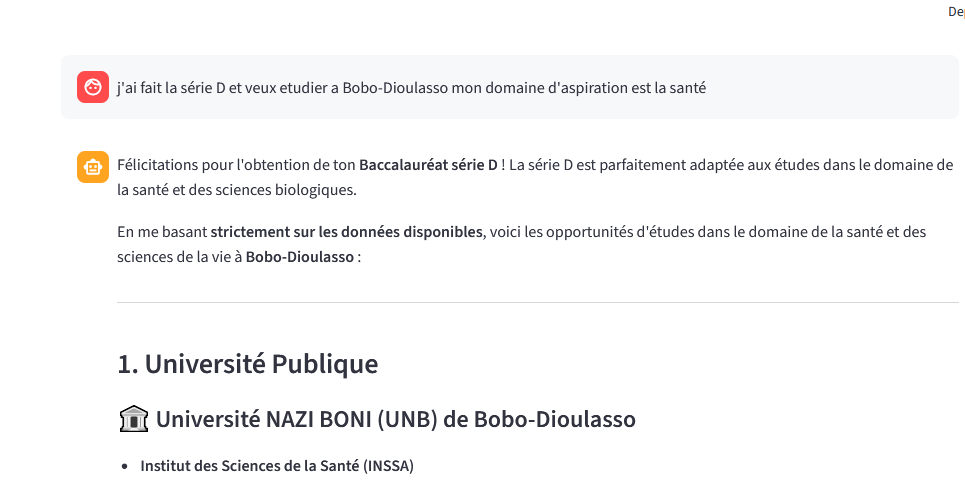 De
j'ai fait la série D et veux etudier a Bobo-Dioulasso mon domaine d'aspiration est la santé
Félicitations pour l'obtention de ton Baccalauréat série D ! La série D est parfaitement adaptée aux études dans le domaine de
la santé et des sciences biologiques.
En me basant strictement sur les données disponibles, voici les opportunités d'études dans le domaine de la santé et des
sciences de la vie à Bobo-Dioulasso :
1. Université Publique
Université NAZI BONI (UNB) de Bobo-Dioulasso
• Institut des Sciences de la Santé (INSSA)